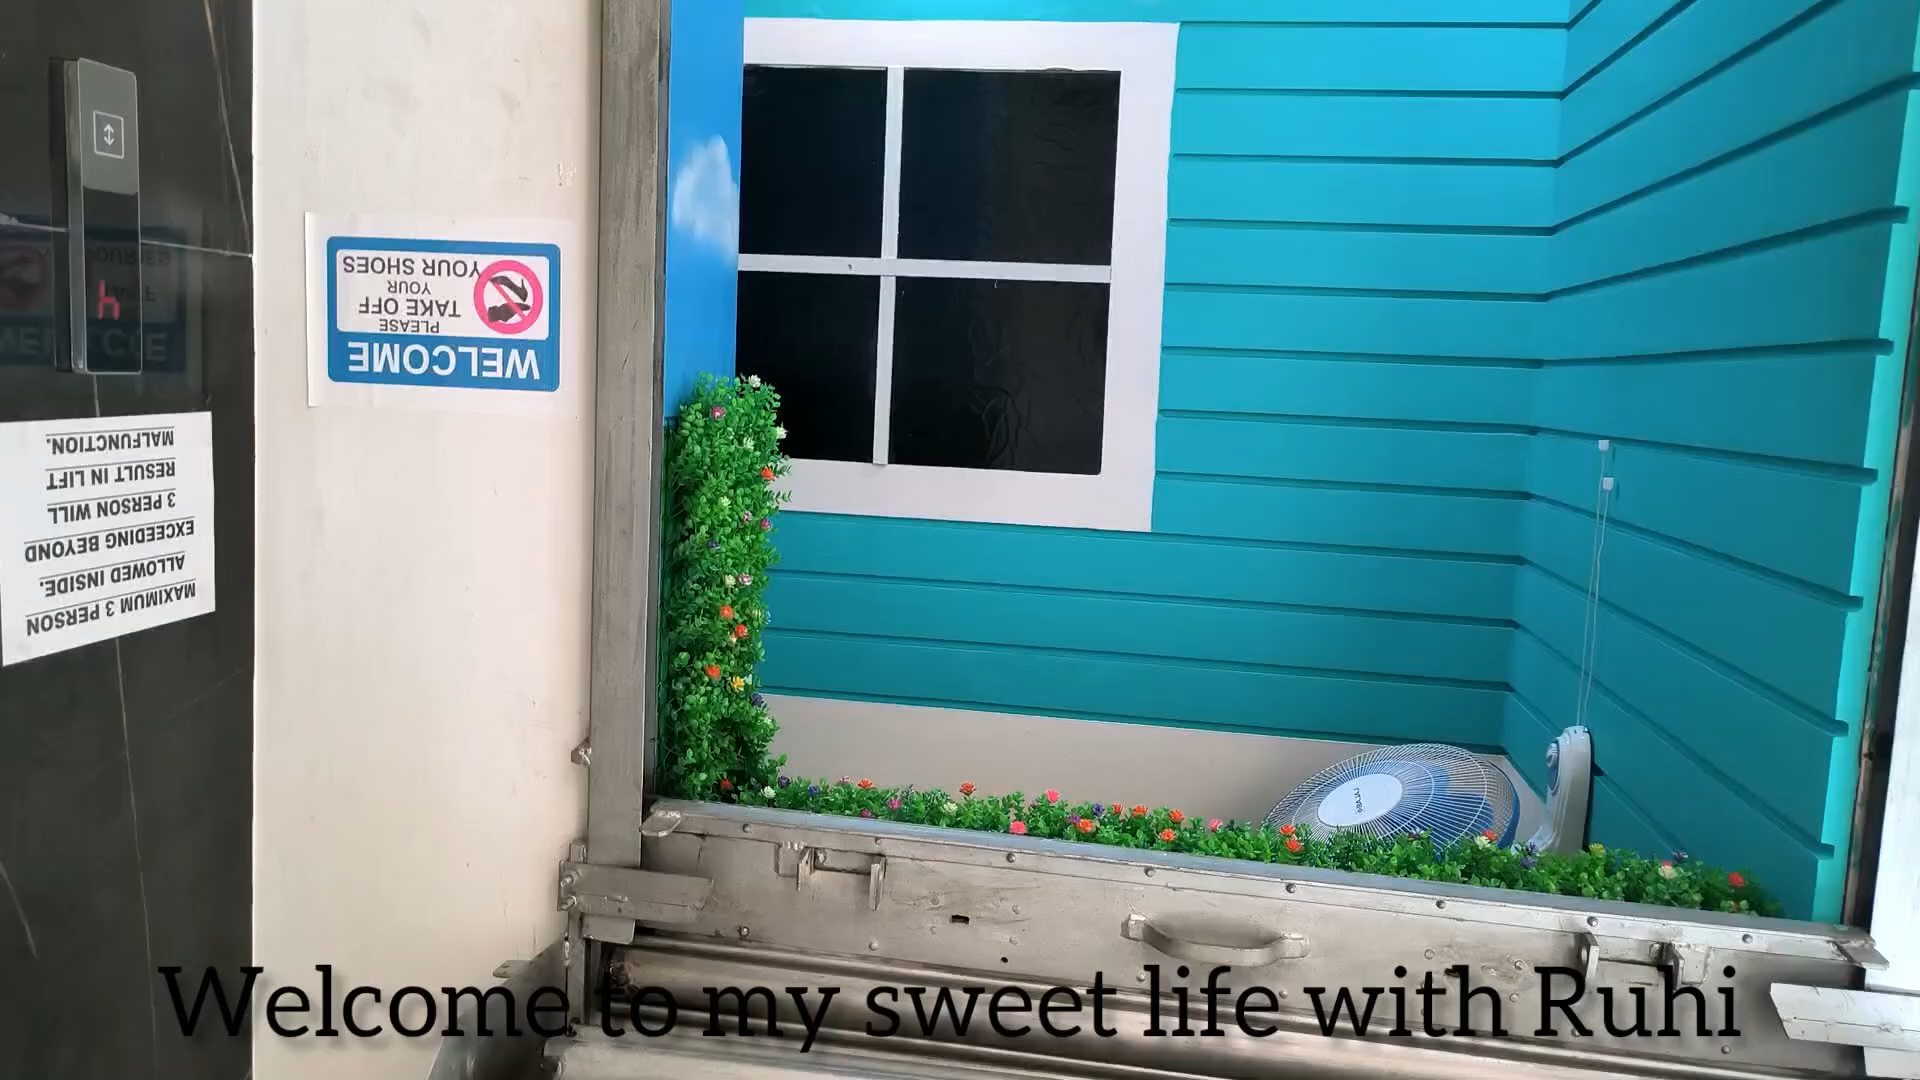 WELCOME
PLEASE
TAKE OFF
YOUR
YOUR SHOES
MAXIMUM 3 PERSON
ALLOWED INSIDE.
EXCEEDING BEYOND
3 PERSON WILL
RESULT IN LIFT
MALFUNCTION.
BAJAJ
Welcome to my sweet life with Ruhi